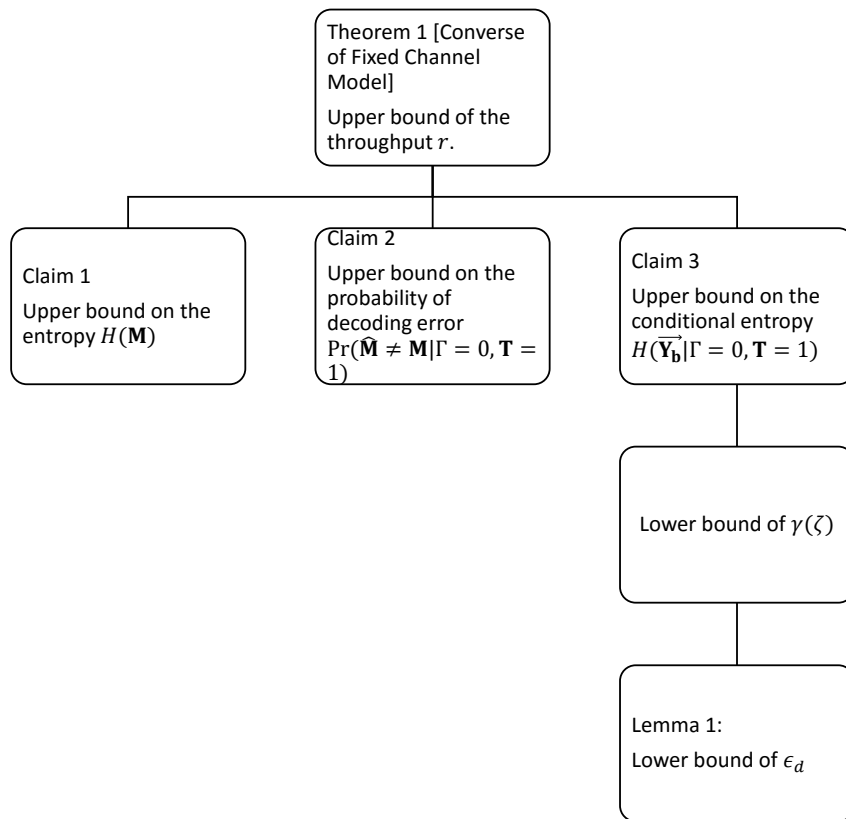 Theorem 1 [Converse
of Fixed Channel
Model]
Upper bound of the
throughput 𝑟.
Claim 1
Upper bound on the
entropy 𝐻(𝐌)
Claim 2
Upper bound on the
probability of
decoding error
Pr(𝐌̂ ≠ 𝐌|Γ = 0, 𝐓 =
1)
Claim 3
Upper bound on the
conditional entropy
𝐻(𝐘𝐛⃗|Γ = 0, 𝐓 = 1)
Lower bound of 𝛾(𝜁)
Lemma 1:
Lower bound of 𝜖𝑑